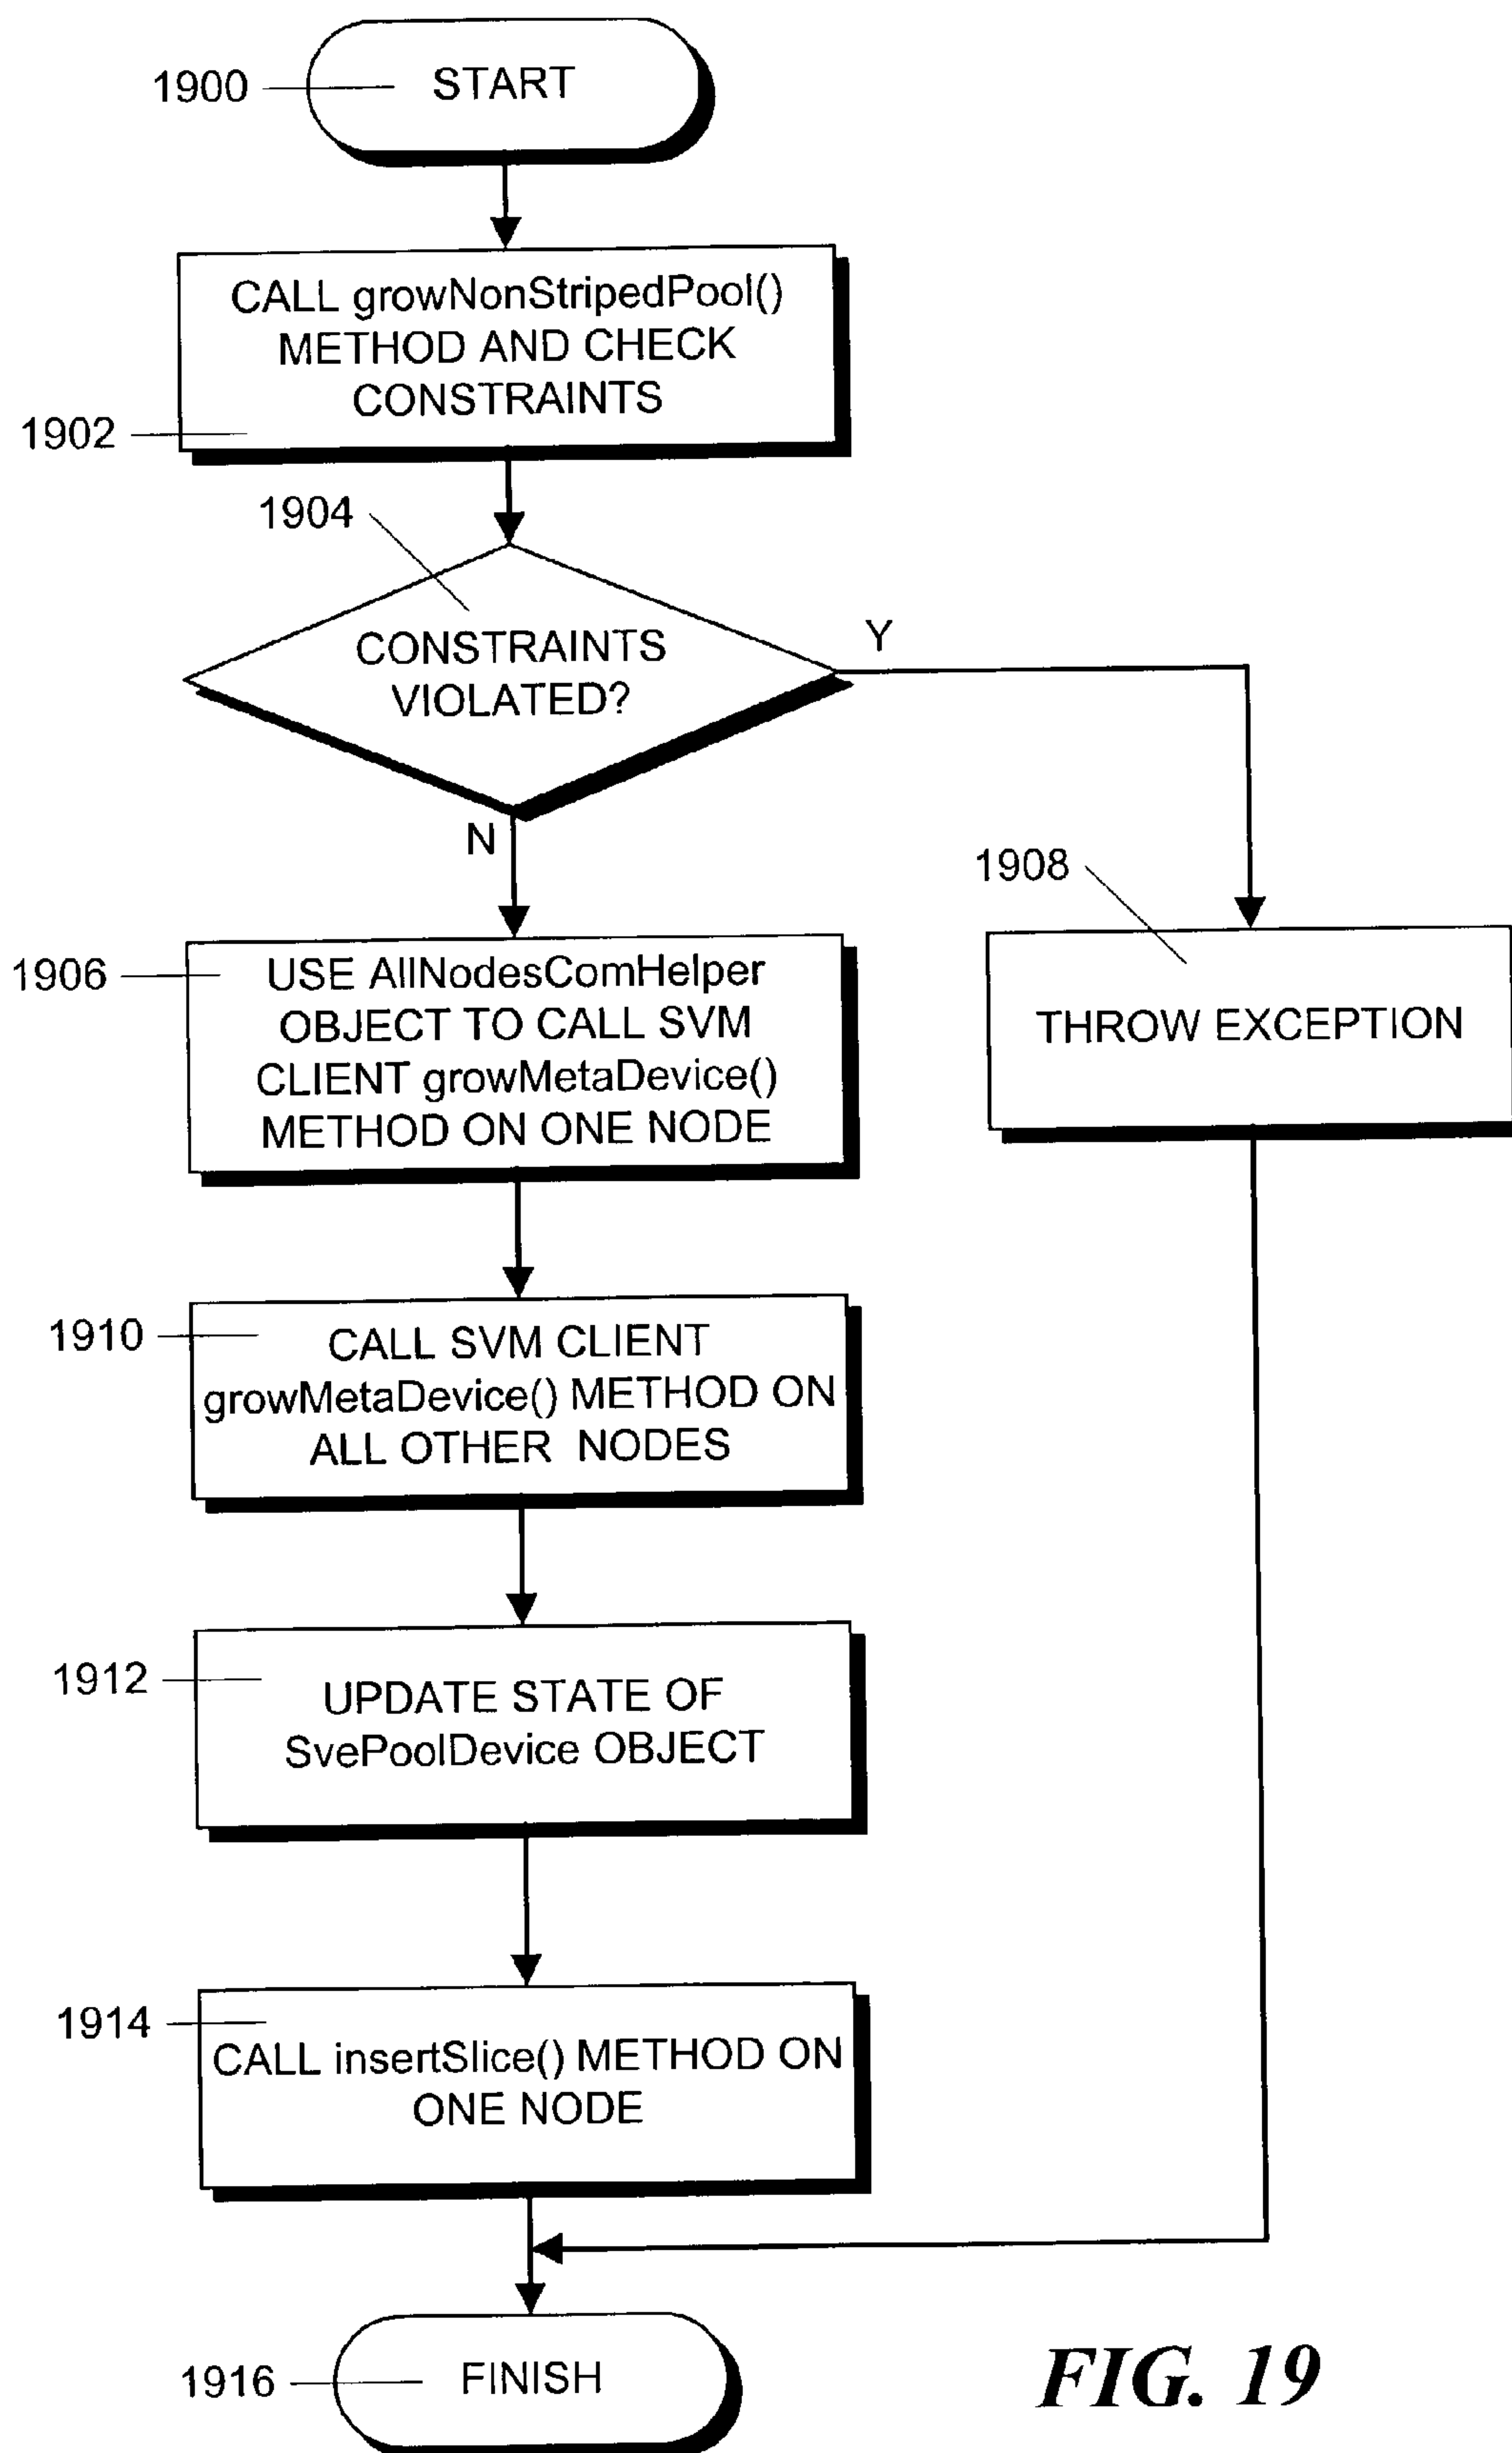 1900
START
CALL growNonStripedPool()
METHOD AND CHECK
CONSTRAINTS
1902
1904
CONSTRAINTS
VIOLATED?
Y
N
1908
1906
USE AllNodesComHelper
OBJECT TO CALL SVM
CLIENT growMetaDevice()
METHOD ON ONE NODE
THROW EXCEPTION
1910
CALL SVM CLIENT
growMetaDevice() METHOD ON
ALL OTHER NODES
1912
UPDATE STATE OF
SvePoolDevice OBJECT
1914
CALL insertSlice() METHOD ON
ONE NODE
1916
FINISH
FIG. 19